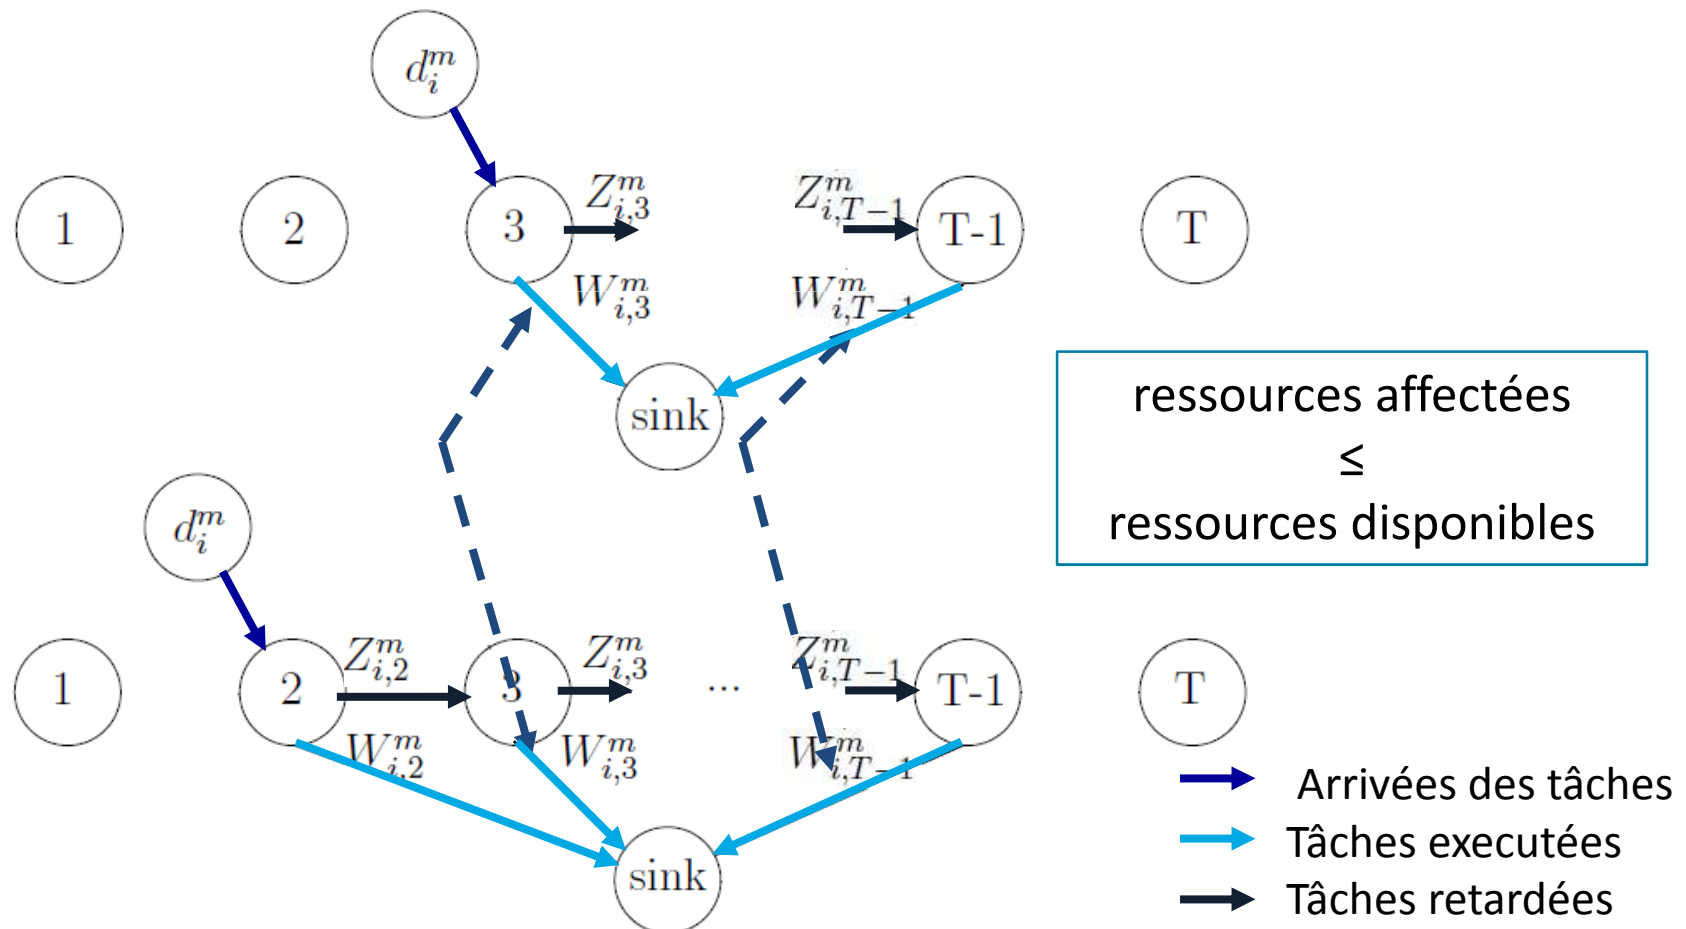 d_i^m
Z_{i,3}^m
Z_{i,T-1}^m
1
2
3
T-1
T
W_{i,3}^m
W_{i,T-1}^m
sink
ressources affectées
≤
ressources disponibles
d_i^m
Z_{i,2}^m
Z_{i,3}^m
Z_{i,T-1}^m
1
2
3
...
T-1
T
W_{i,2}^m
W_{i,3}^m
W_{i,T-1}^m
sink
Arrivées des tâches
Tâches executées
Tâches retardées